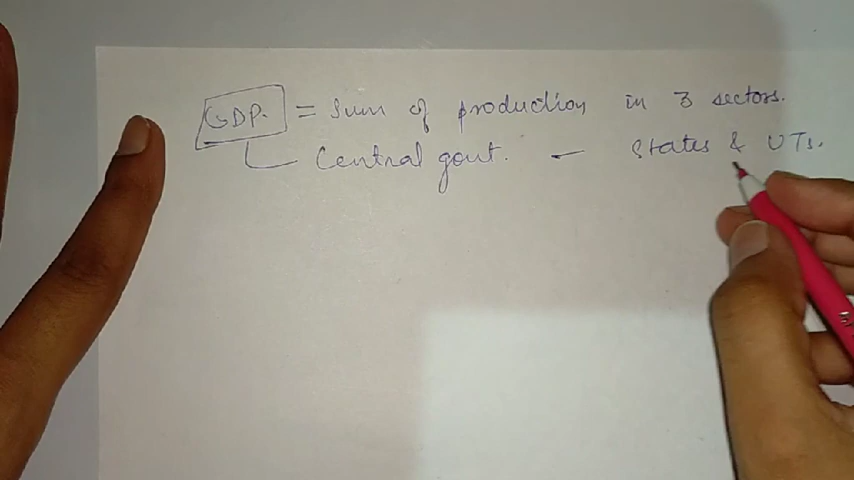 GDP. = Sum of production in 3 sectors.
Central govt. - States & UTs.